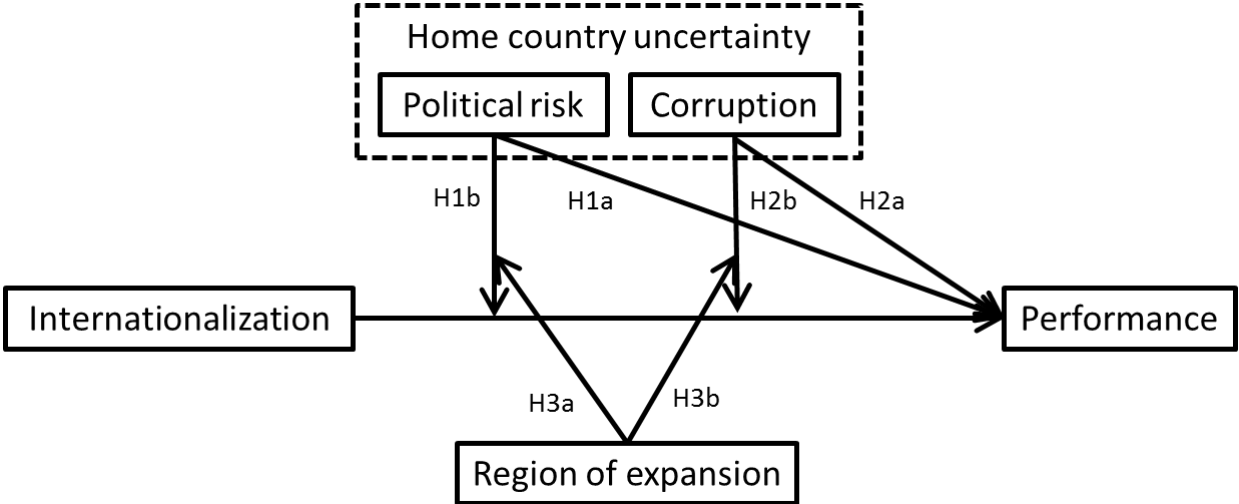 Home country uncertainty
Political risk
Corruption
H1b
H1a
H2b
H2a
Internationalization
Performance
H3a
H3b
Region of expansion